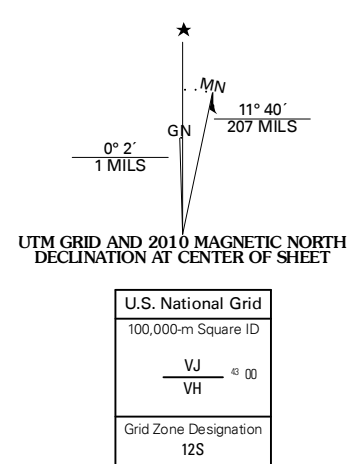 MN
11° 40´
207 MILS
GN
0° 2´
1 MILS
UTM GRID AND 2010 MAGNETIC NORTH
DECLINATION AT CENTER OF SHEET
U.S. National Grid
100,000-m Square ID
VJ
43 00
VH
Grid Zone Designation
12S